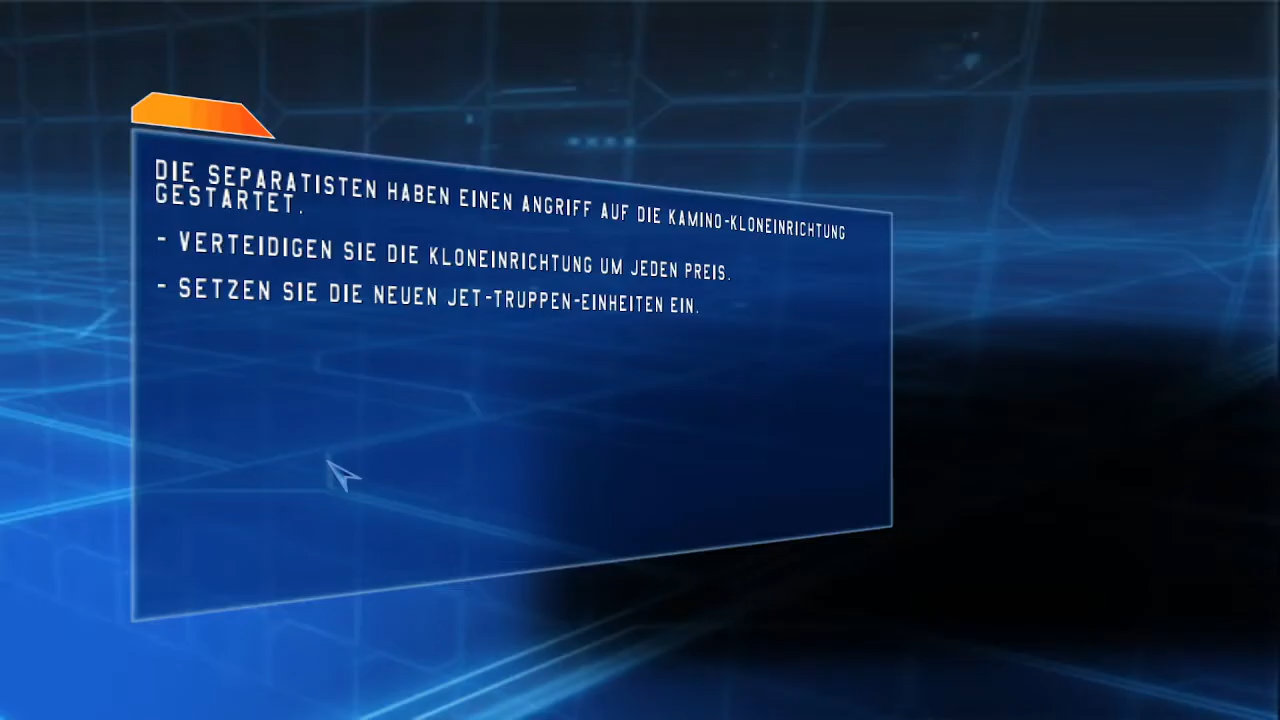 DIE SEPARATISTEN HABEN EINEN ANGRIFF AUF DIE KAMINO-KLONEINRICHTUNG
GESTARTET.
- VERTEIDIGEN SIE DIE KLONEINRICHTUNG UM JEDEN PREIS.
- SETZEN SIE DIE NEUEN JET-TRUPPEN-EINHEITEN EIN.